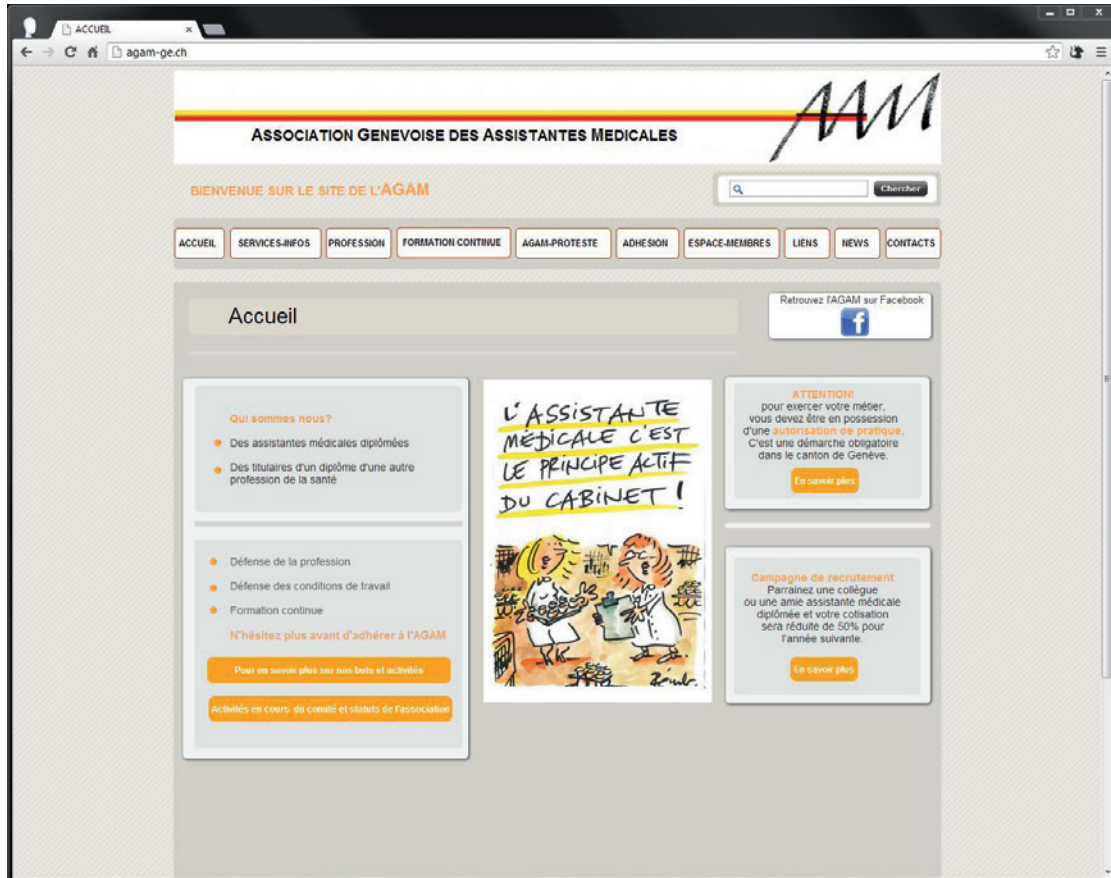 ACCUEIL
agam-ge.ch
AAM
ASSOCIATION GENEVOISE DES ASSISTANTES MEDICALES
BIENVENUE SUR LE SITE DE L'AGAM
Chercher
ACCUEIL SERVICES-INFOS PROFESSION FORMATION CONTINUE AGAM-PROTESTE ADHESION ESPACE-MEMBRES LIENS NEWS CONTACTS
Accueil
Retrouvez l'AGAM sur Facebook
f
Qui sommes nous?
Des assistantes médicales diplômées
Des titulaires d'un diplôme d'une autre
profession de la santé
Défense de la profession
Défense des conditions de travail
Formation continue
N'hésitez plus avant d'adhérer à l'AGAM
Pour en savoir plus sur nos buts et activités
Activités en cours du comité et statuts de l'association
L'ASSISTANTE
MÉDICALE C'EST
LE PRINCIPE ACTIF
DU CABINET !
ATTENTION!
pour exercer votre métier,
vous devez être en possession
d'une autorisation de pratique.
C'est une démarche obligatoire
dans le canton de Genève.
En savoir plus
Campagne de recrutement
Parrainez une collègue
ou une amie assistante médicale
diplômée et votre cotisation
sera réduite de 50% pour
l'année suivante.
En savoir plus